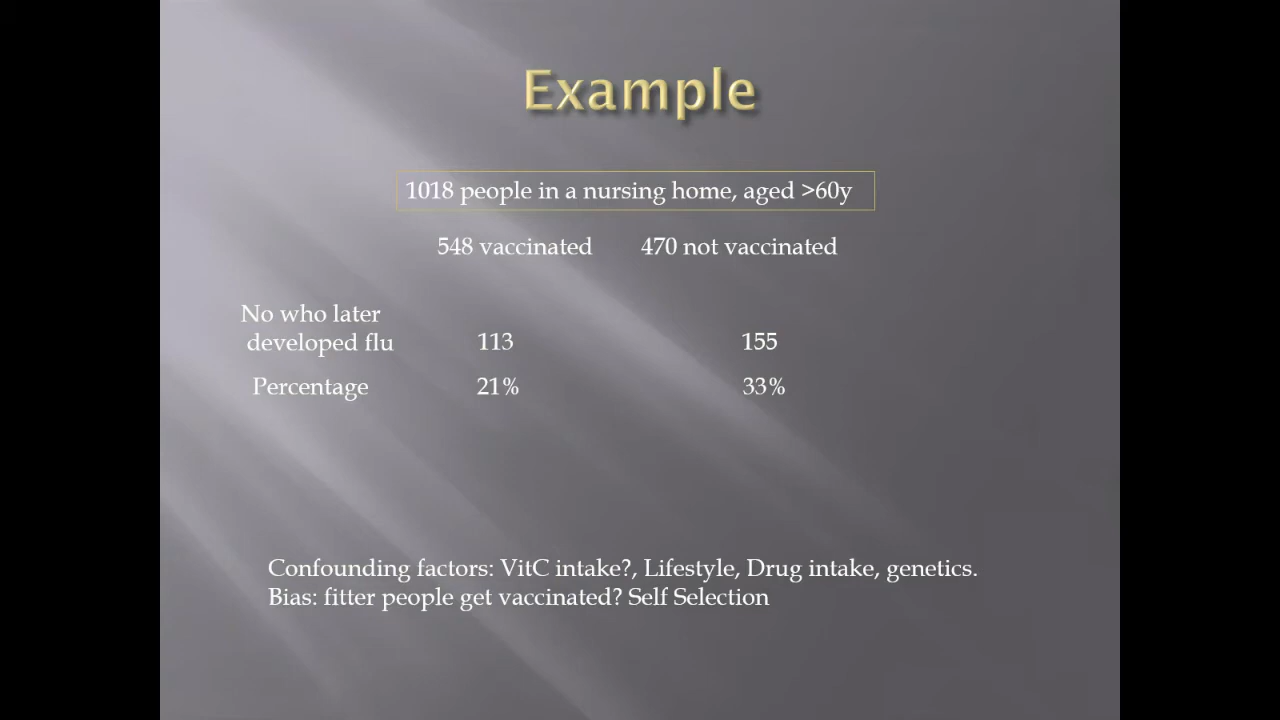 Example
1018 people in a nursing home, aged >60y
548 vaccinated 470 not vaccinated
No who later
developed flu 113 155
Percentage 21% 33%
Confounding factors: VitC intake?, Lifestyle, Drug intake, genetics.
Bias: fitter people get vaccinated? Self Selection